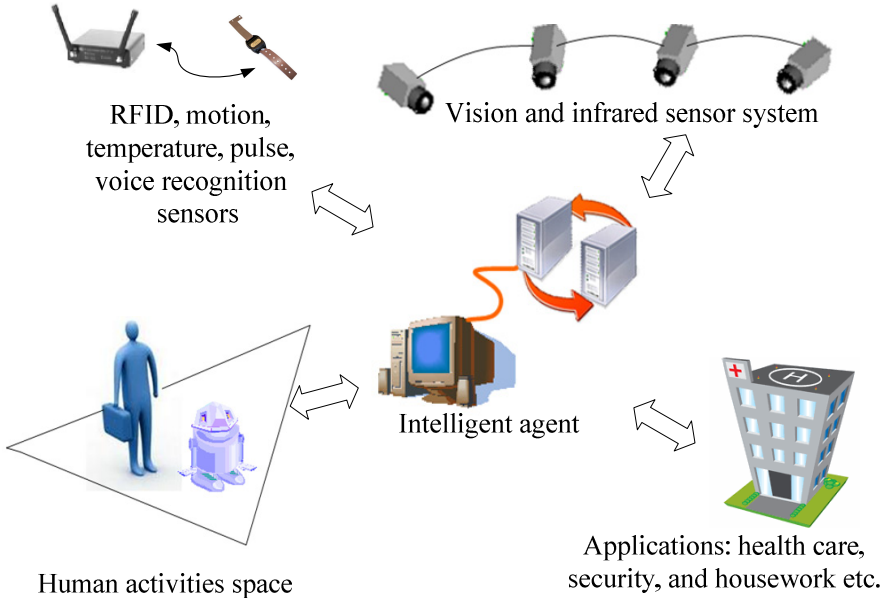 RFID, motion,
temperature, pulse,
voice recognition
sensors
Vision and infrared sensor system
Intelligent agent
H
Human activities space
Applications: health care,
security, and housework etc.